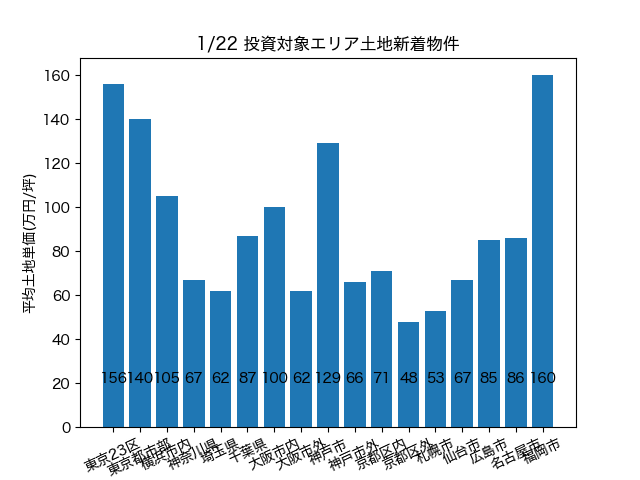 1/22 投資対象エリア土地新着物件
平均土地単価(万円/坪)
160
140
120
100
80
60
40
20
0
156 140 105 67 62 87 100 62 129 66 71 48 53 67 85 86 160
東京23区
東京都市部
横浜市内
神奈川県
埼玉県
千葉県
大阪市内
大阪市外
神戸市
神戸市外
京都区内
京都区外
札幌市
仙台市
広島市
名古屋市
福岡市